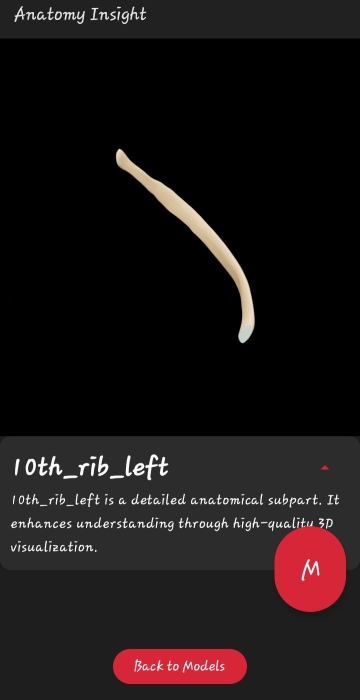 Anatomy Insight
10th_rib_left
10th_rib_left is a detailed anatomical subpart. It
enhances understanding through high-quality 3D
visualization.
M
Back to Models